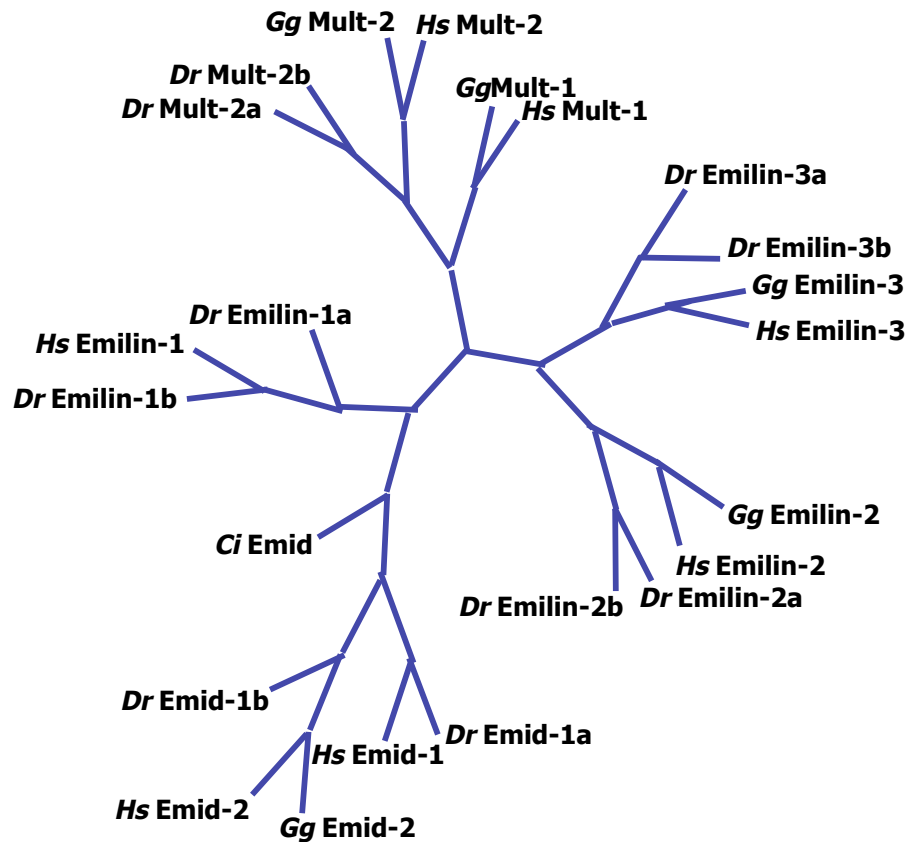 Gg Mult-2
Hs Mult-2
Dr Mult-2b
GgMult-1
Dr Mult-2a
Hs Mult-1
Dr Emilin-3a
Dr Emilin-3b
Gg Emilin-3
Dr Emilin-1a
Hs Emilin-3
Hs Emilin-1
Dr Emilin-1b
Gg Emilin-2
Ci Emid
Hs Emilin-2
Dr Emilin-2a
Dr Emilin-2b
Dr Emid-1b
Dr Emid-1a
Hs Emid-1
Hs Emid-2
Gg Emid-2